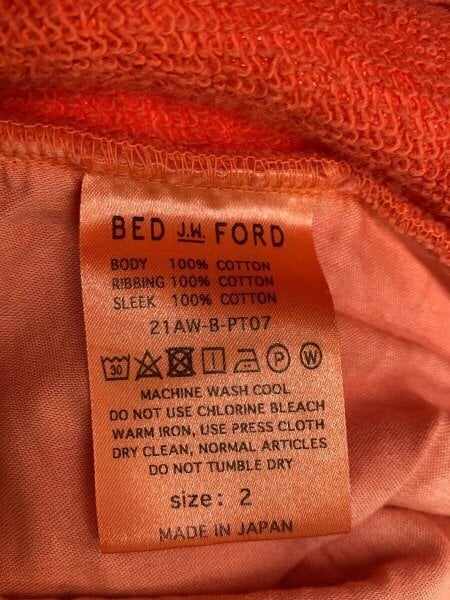 BED J.W. FORD
BODY 100% COTTON
RIBBING 100% COTTON
SLEEK 100% COTTON
21AW-B-PT07
30 P W
MACHINE WASH COOL
DO NOT USE CHLORINE BLEACH
WARM IRON, USE PRESS CLOTH
DRY CLEAN, NORMAL ARTICLES
DO NOT TUMBLE DRY
size: 2
MADE IN JAPAN